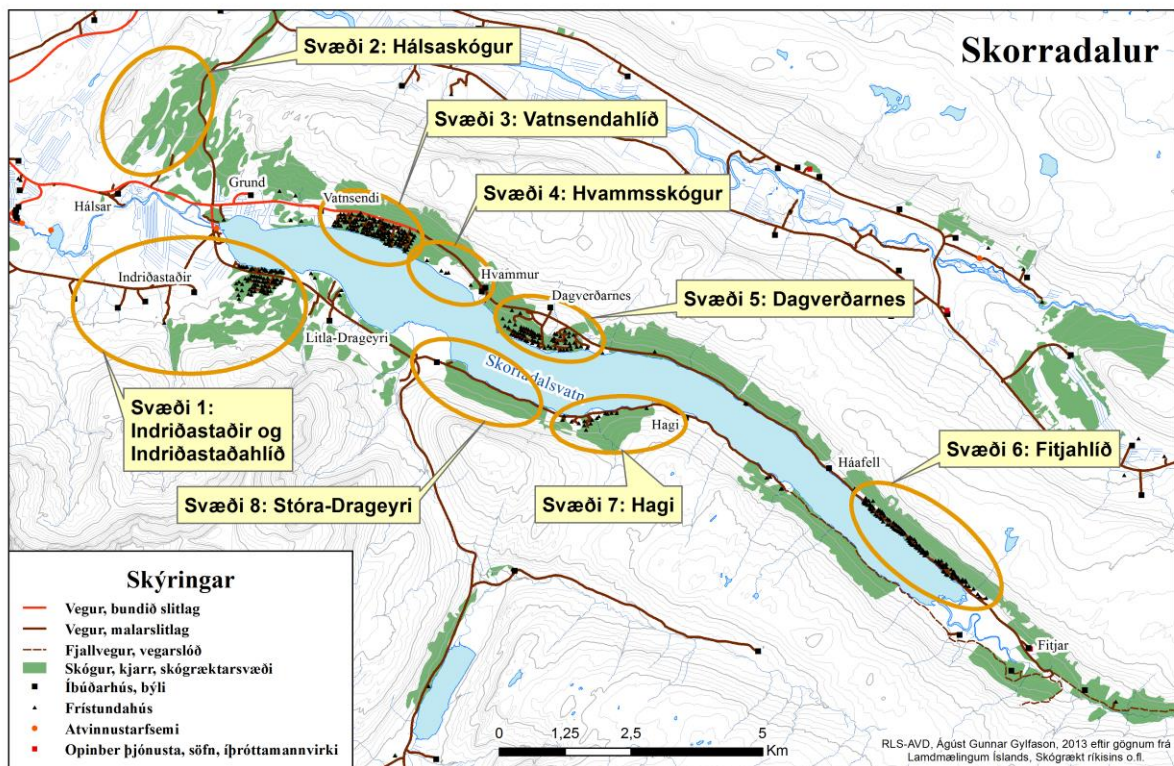 Skorradalur
Svæði 2: Hálsaskógur
Svæði 3: Vatnsendahlíð
Svæði 4: Hvammsskógur
Grund
Vatnsendi
Hálsar
Indriðastaðir
Hvammur
Dagverðarnes
Svæði 5: Dagverðarnes
Litla-Drageyri
Skorradalsvatn
Svæði 1:
Indriðastaðir og
Indriðastaðahlíð
Hagi
Svæði 6: Fitjahlíð
Háafell
Svæði 8: Stóra-Drageyri
Svæði 7: Hagi
Fitjar
Skýringar
Vegur, bundið slitlag
Vegur, malarslitlag
Fjallvegur, vegarslóð
Skógur, kjarr, skógræktarsvæði
Íbúðarhús, býli
Frístundahús
Atvinnustarfsemi
Opinber þjónusta, söfn, íþróttamannvirki
0 1,25 2,5 5
Km
RLS-AVD, Ágúst Gunnar Gylfason, 2013 eftir gögnum frá
Lamdmælingum Íslands, Skógrækt ríkisins o.fl.